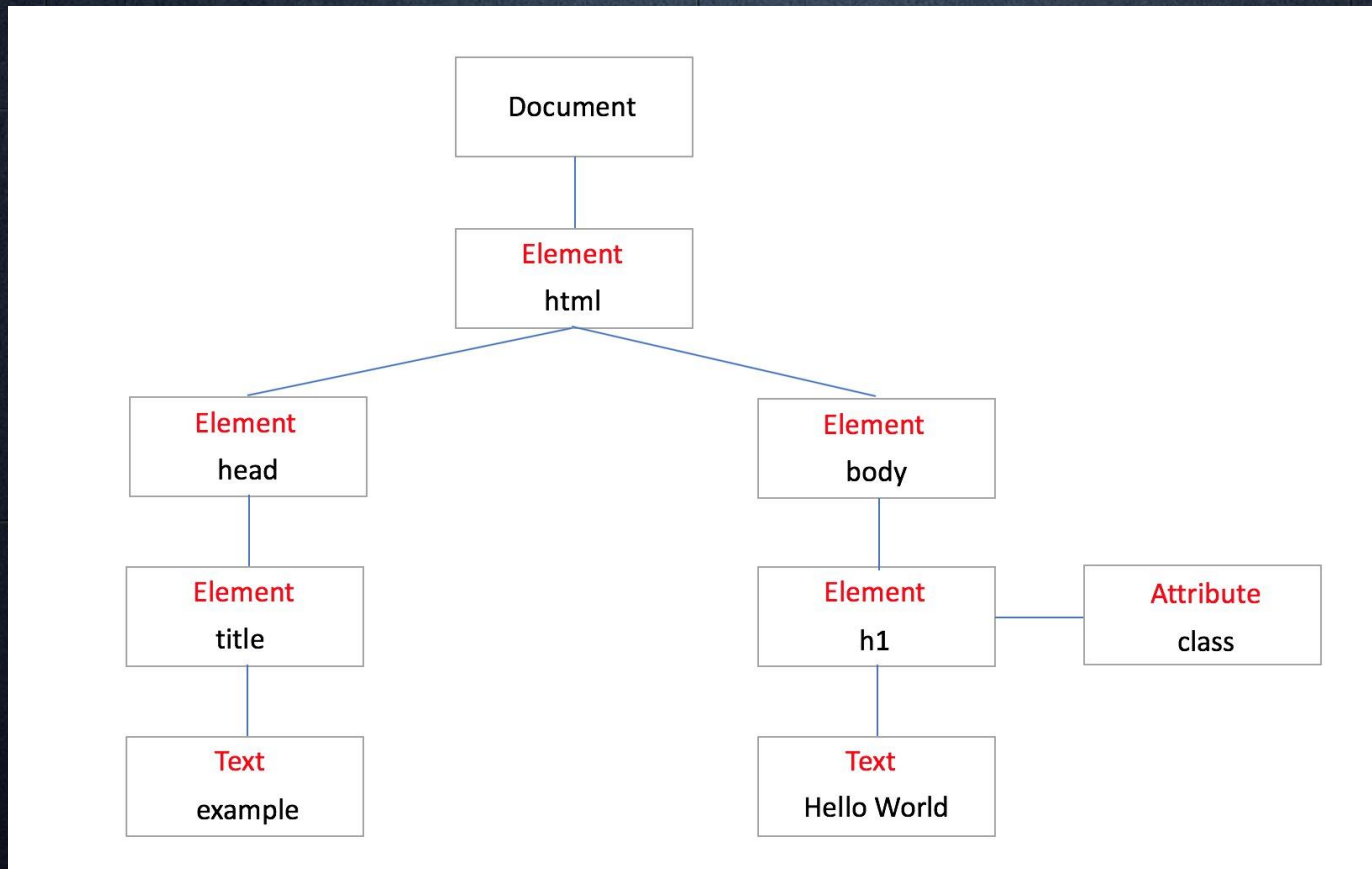 Document
Element
html
Element
head
Element
body
Element
title
Element
h1
Attribute
class
Text
example
Text
Hello World